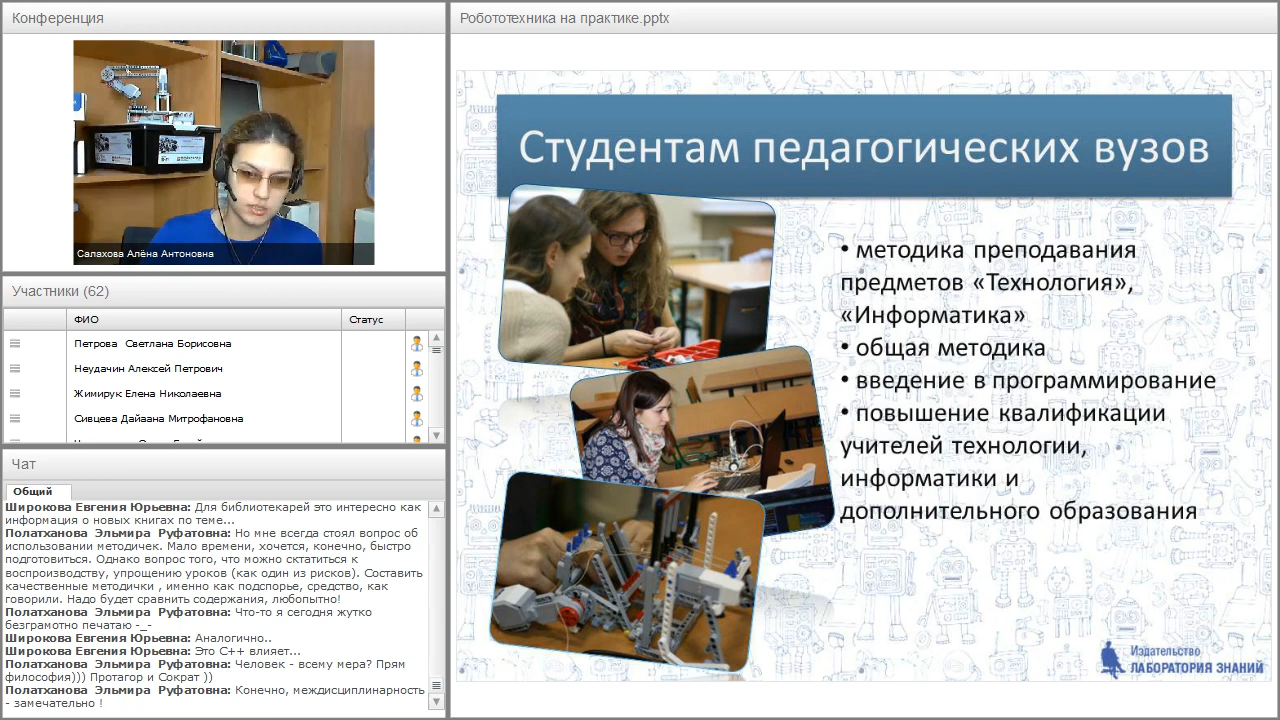 Конференция
Салахова Алёна Антоновна
Участники (62)
ФИО
Статус
Петрова Светлана Борисовна
Неудачин Алексей Петрович
Жимирук Елена Николаевна
Сивцева Дайаана Митрофановна
Чат
Общий
Широкова Евгения Юрьевна: Для библиотекарей это интересно как
информация о новых книгах по теме...
Полатханова Эльмира Руфатовна: Но мне всегда стоял вопрос об
использовании методичек. Мало времени, хочется, конечно, быстро
подготовиться. Однако вопрос того, что можно скататиться к
воспроизводству, упрощению уроков (как один из рисков). Составить
качественные методички , именно как подспорье, средство, как
говорили. Надо будет сравнить содержания, любопытно!
Полатханова Эльмира Руфатовна: Что-то я сегодня жутко
безграмотно печатаю -_-
Широкова Евгения Юрьевна: Аналогично..
Широкова Евгения Юрьевна: Это С++ влияет...
Полатханова Эльмира Руфатовна: Человек - всему мера? Прям
философия))) Протагор и Сократ ))
Полатханова Эльмира Руфатовна: Конечно, междисциплинарность
- замечательно !
Робототехника на практике.pptx
Студентам педагогических вузов
• методика преподавания
предметов «Технология»,
«Информатика»
• общая методика
• введение в программирование
• повышение квалификации
учителей технологии,
информатики и
дополнительного образования
Издательство
ЛАБОРАТОРИЯ ЗНАНИЙ